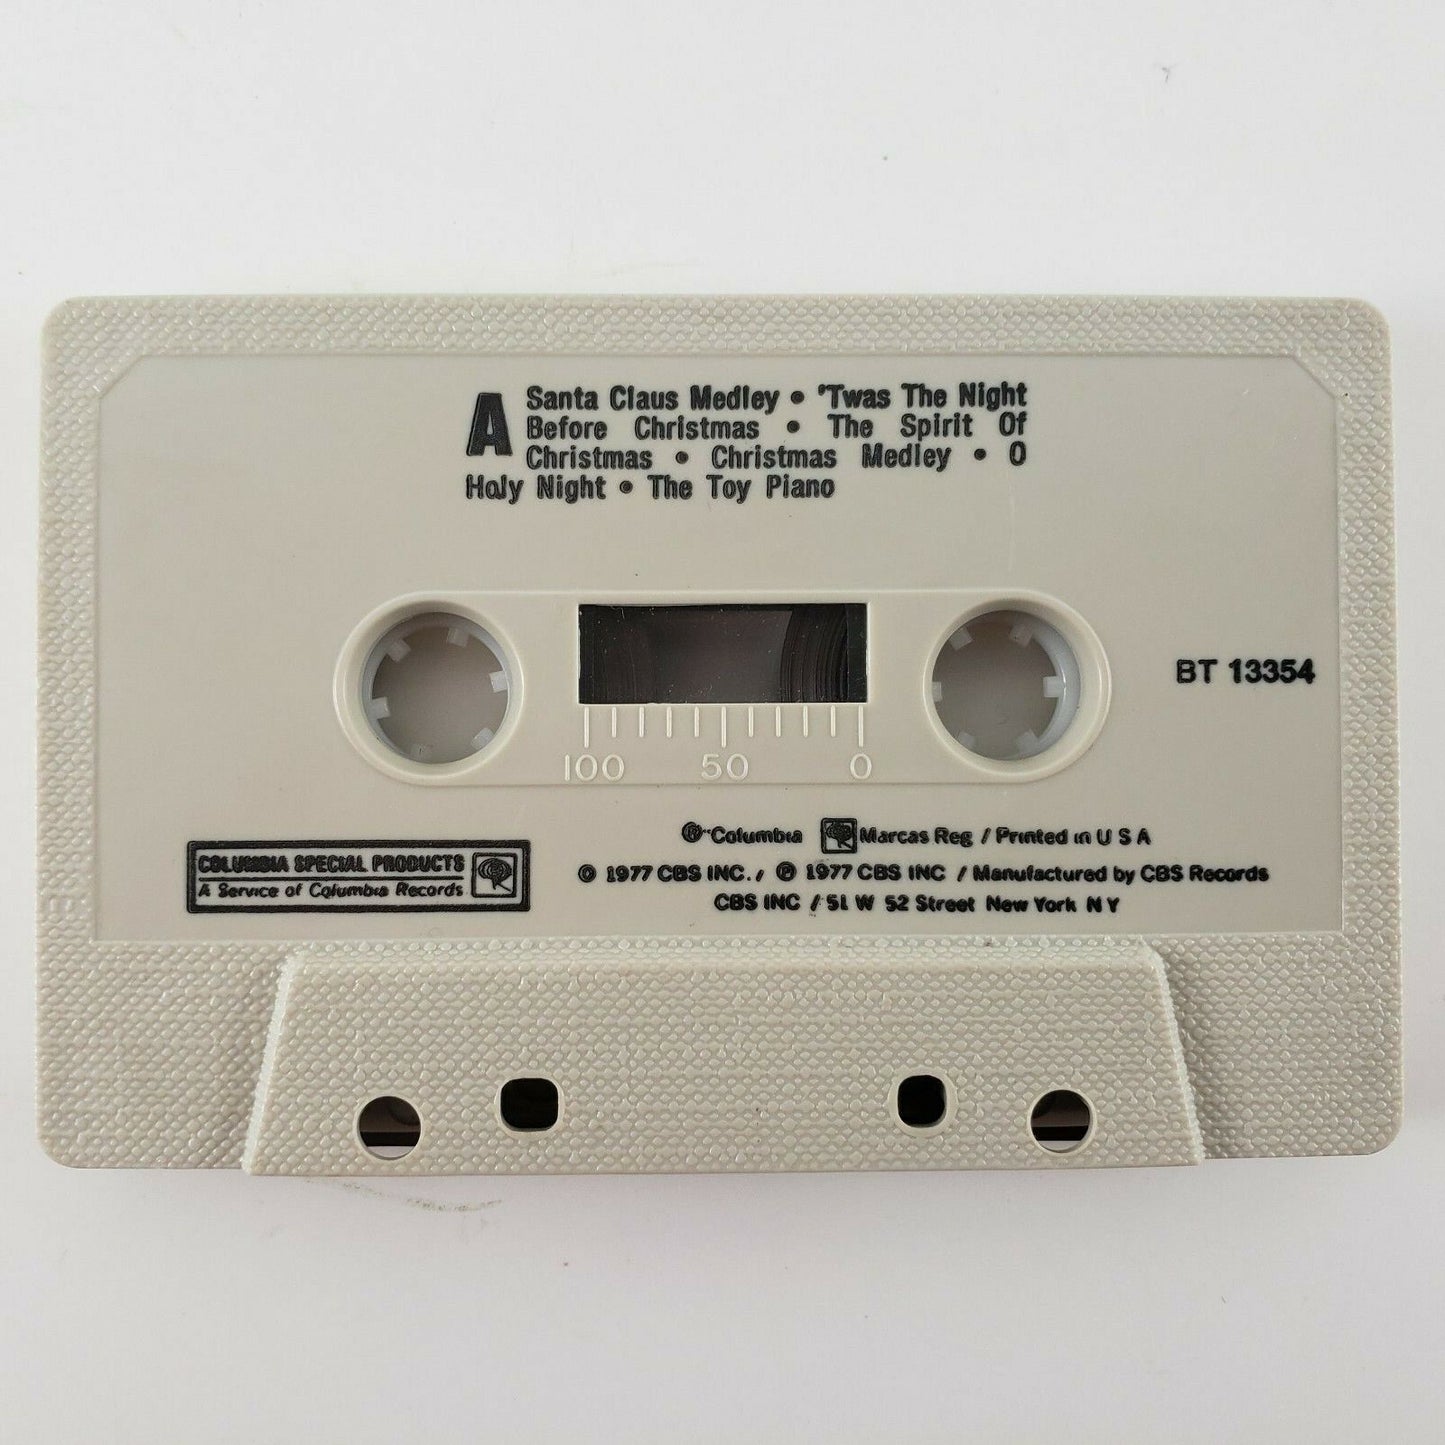 A Santa Claus Medley • 'Twas The Night
Before Christmas • The Spirit Of
Christmas • Christmas Medley • O
Holy Night • The Toy Piano
BT 13354
100 50 0
COLUMBIA SPECIAL PRODUCTS
A Service of Columbia Records
® "Columbia Marcas Reg / Printed in U S A
© 1977 CBS INC. / ℗ 1977 CBS INC / Manufactured by CBS Records
CBS INC / 51 W 52 Street New York N Y